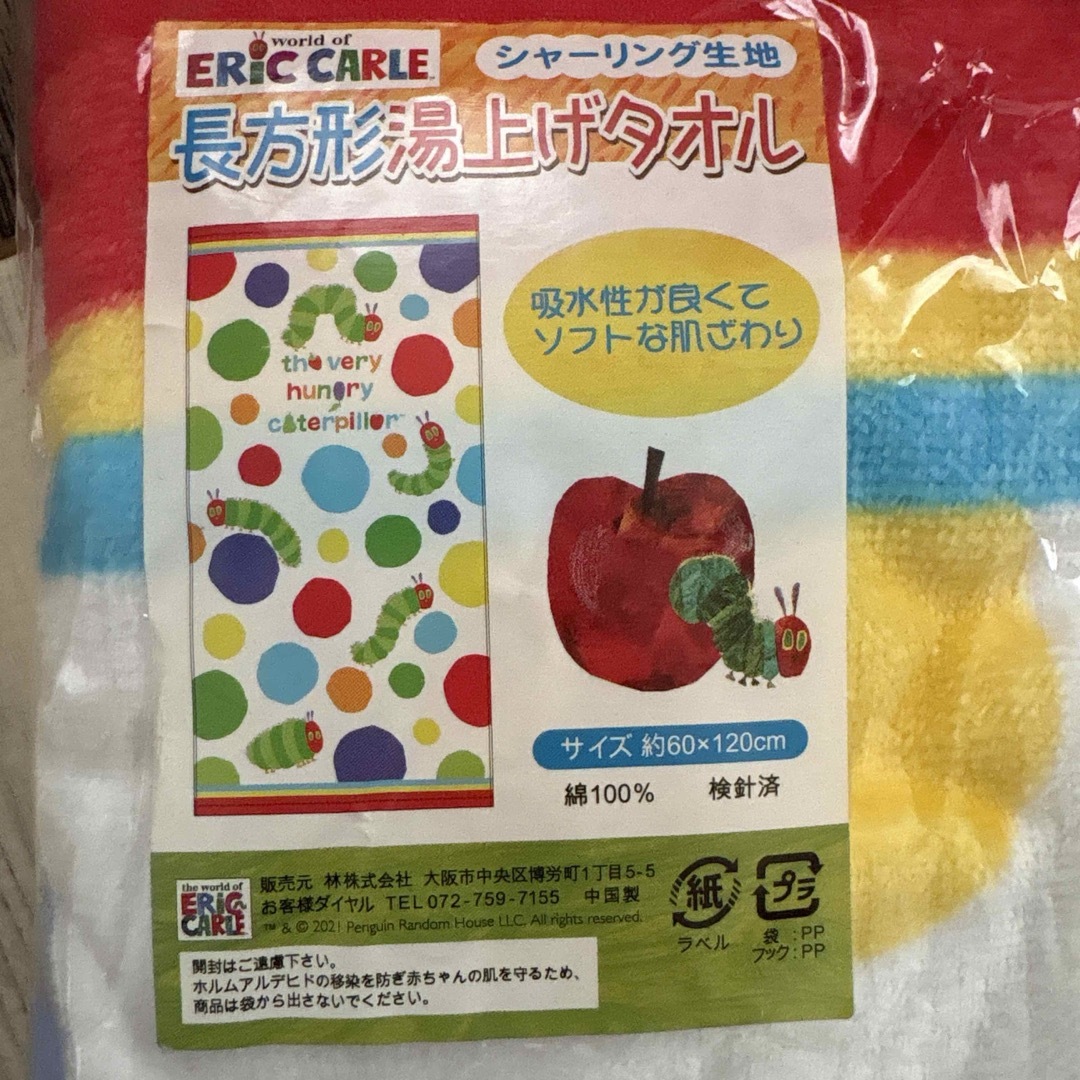 world of
ERIC CARLE™
シャーリング生地
長方形湯上げタオル
the very
hungry
caterpillar™
吸水性が良くて
ソフトな肌ざわり
サイズ 約60×120cm
綿100% 検針済
the world of
ERIC
CARLE
販売元 林株式会社 大阪市中央区博労町1丁目5-5
お客様ダイヤル TEL 072-759-7155 中国製
™ & © 2021 Penguin Random House LLC. All rights reserved.
紙
ラベル
プラ
袋 :PP
フック:PP
開封はご遠慮下さい。
ホルムアルデヒドの移染を防ぎ赤ちゃんの肌を守るため、
商品は袋から出さないでください。